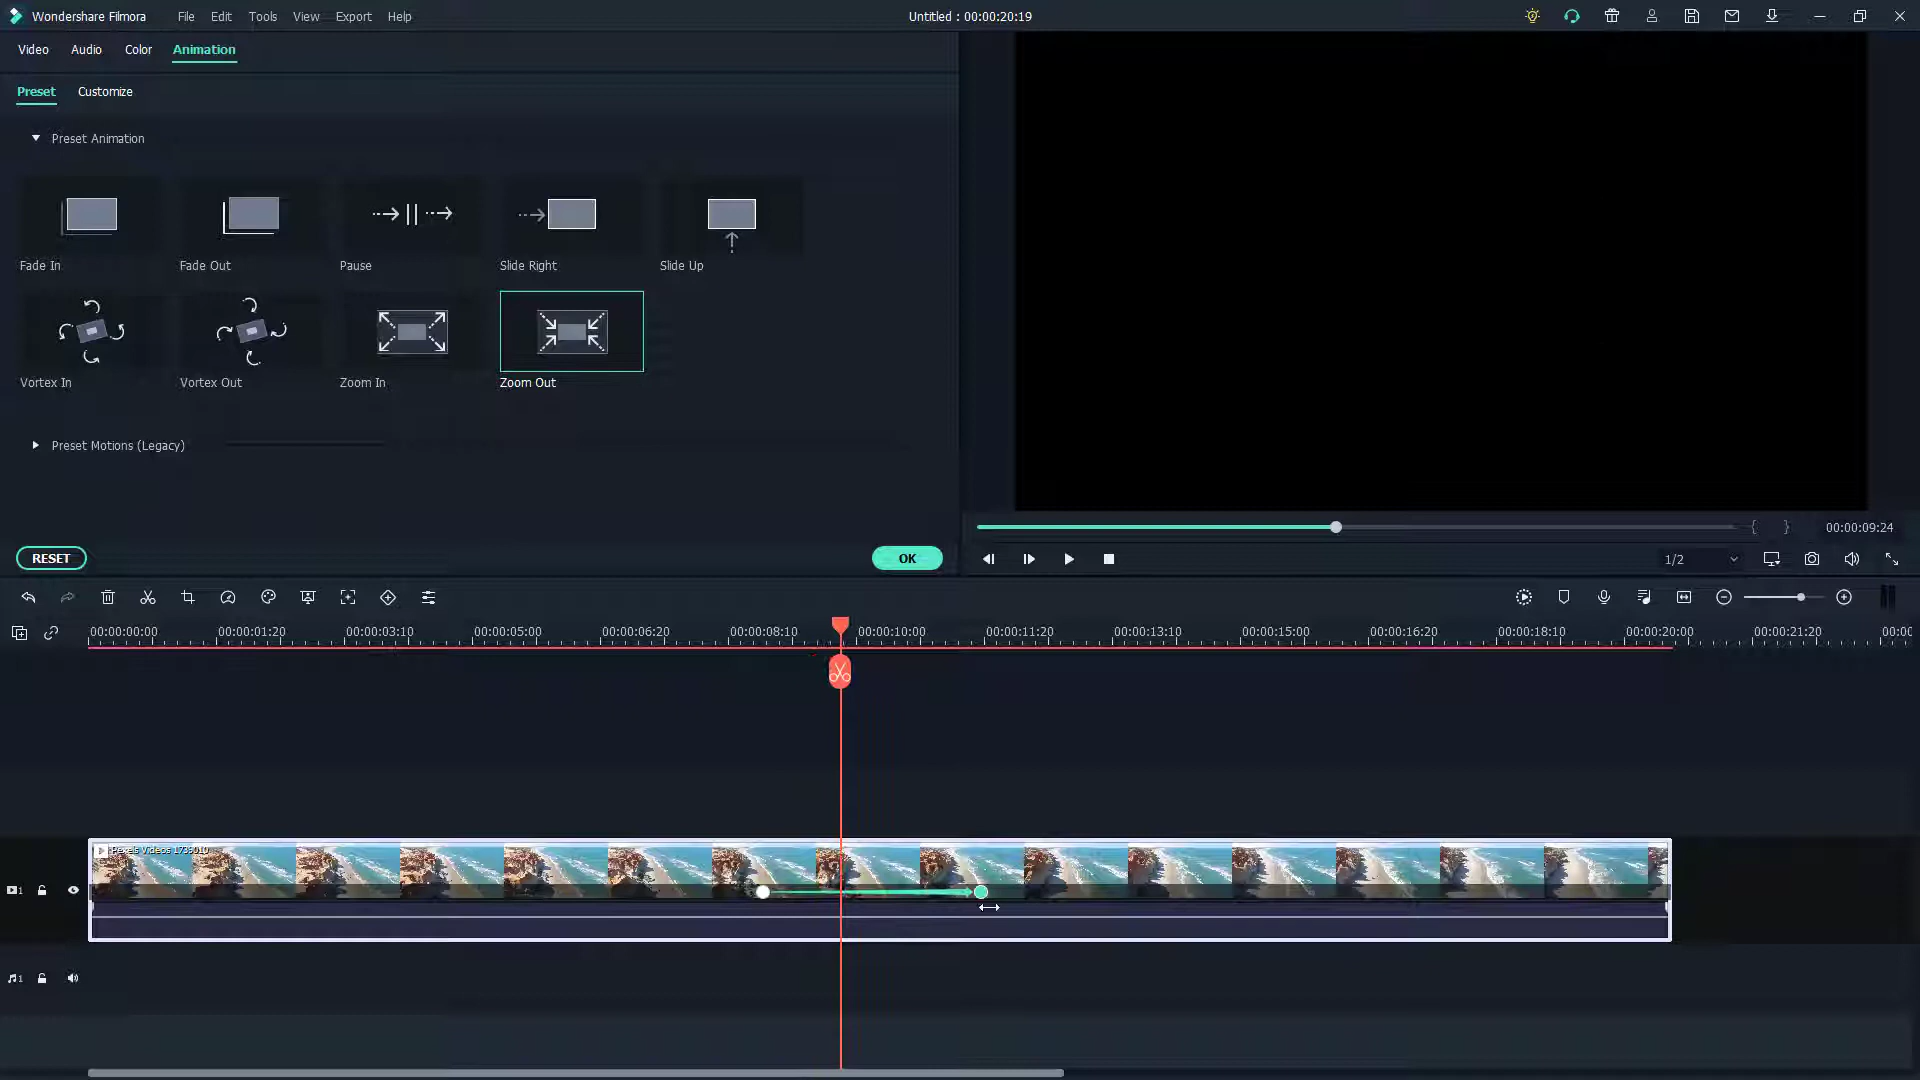 Wondershare Filmora File Edit Tools View Export Help Untitled : 00:00:20:19
Video Audio Color Animation
Preset Customize
Preset Animation
Fade In Fade Out Pause Slide Right Slide Up
Vortex In Vortex Out Zoom In Zoom Out
Preset Motions (Legacy)
00:00:09:24
RESET OK 1/2
00:00:00:00 00:00:01:20 00:00:03:10 00:00:05:00 00:00:06:20 00:00:08:10 00:00:10:00 00:00:11:20 00:00:13:10 00:00:15:00 00:00:16:20 00:00:18:10 00:00:20:00 00:00:21:20 00:00
Pexels Videos
1
1